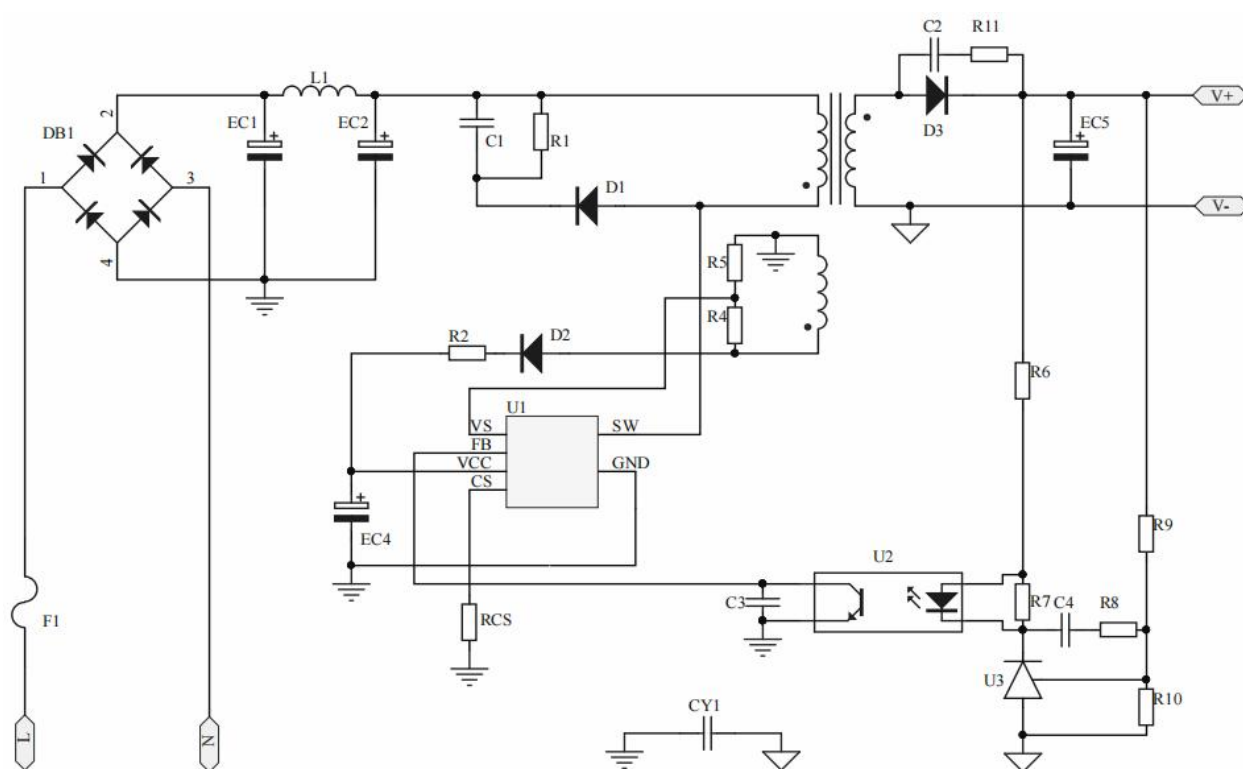 C2
R11
L1
V+
2
DB1
EC1
+
EC2
+
C1
R1
D3
EC5
+
1
3
D1
V-
4
R5
R4
R2
D2
R6
U1
VS
SW
FB
VCC
GND
CS
+
EC4
R9
U2
F1
RCS
C3
R7
C4
R8
U3
R10
CY1
L
N